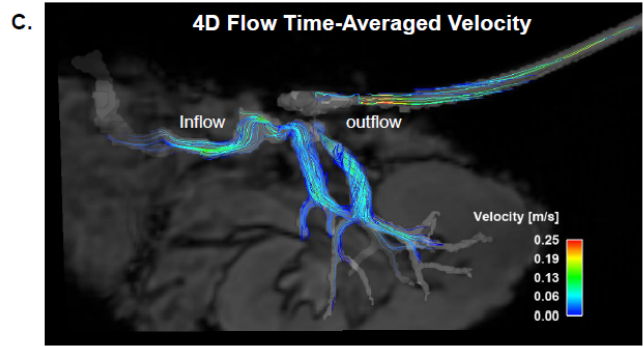 C.
4D Flow Time-Averaged Velocity
Inflow
outflow
Velocity [m/s]
0.25
0.19
0.13
0.06
0.00